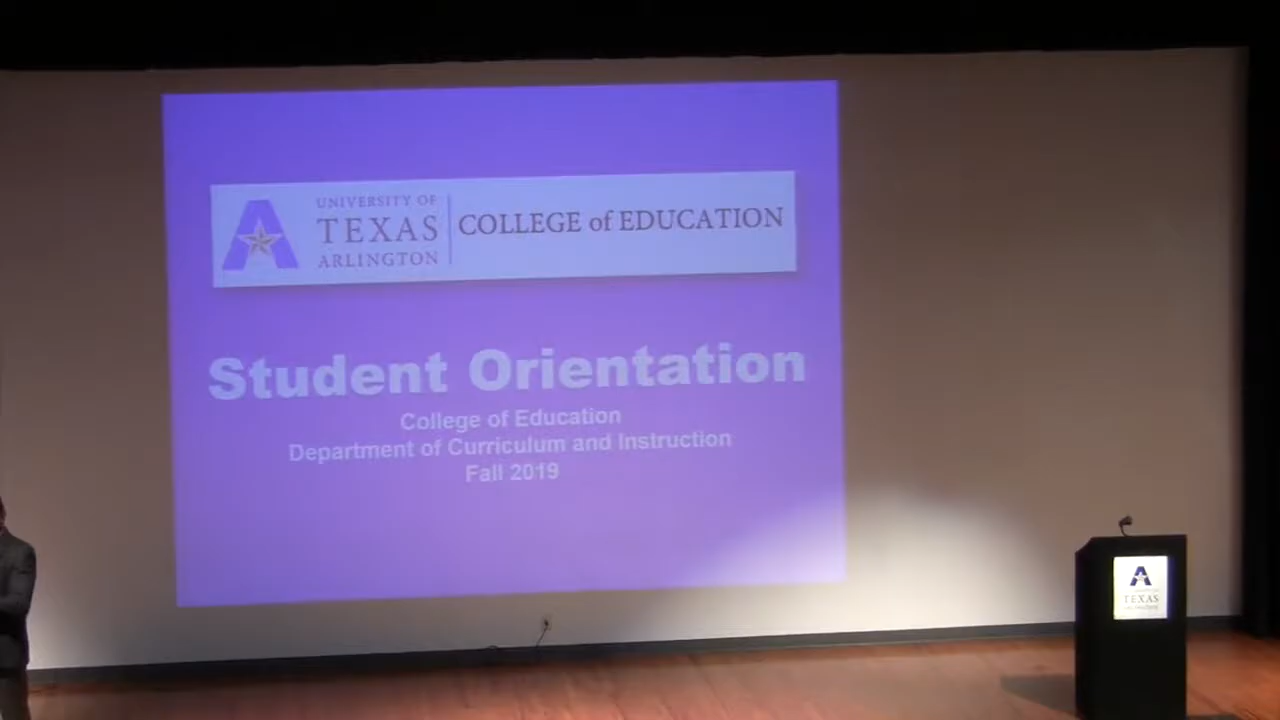 UNIVERSITY OF
TEXAS
ARLINGTON
COLLEGE of EDUCATION
Student Orientation
College of Education
Department of Curriculum and Instruction
Fall 2019
TEXAS